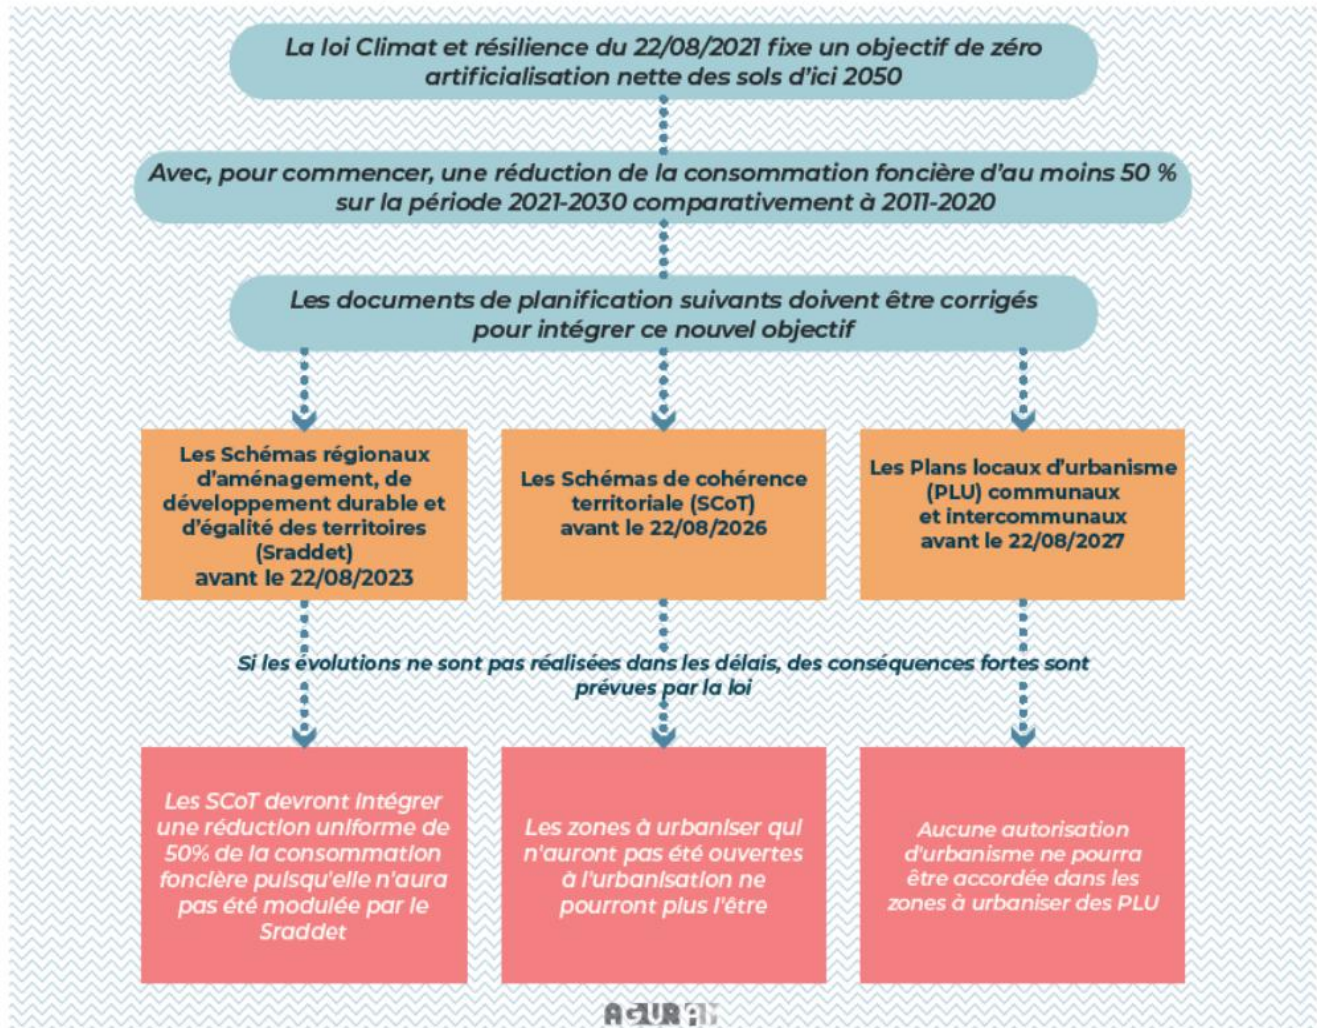 La loi Climat et résilience du 22/08/2021 fixe un objectif de zéro
artificialisation nette des sols d'ici 2050
Avec, pour commencer, une réduction de la consommation foncière d'au moins 50 %
sur la période 2021-2030 comparativement à 2011-2020
Les documents de planification suivants doivent être corrigés
pour intégrer ce nouvel objectif
Les Schémas régionaux
d'aménagement, de
développement durable et
d'égalité des territoires
(Sraddet)
avant le 22/08/2023
Les Schémas de cohérence
territoriale (SCoT)
avant le 22/08/2026
Les Plans locaux d'urbanisme
(PLU) communaux
et intercommunaux
avant le 22/08/2027
Si les évolutions ne sont pas réalisées dans les délais, des conséquences fortes sont
prévues par la loi
Les SCoT devront intégrer
une réduction uniforme de
50% de la consommation
foncière puisqu'elle n'aura
pas été modulée par le
Sraddet
Les zones à urbaniser qui
n'auront pas été ouvertes
à l'urbanisation ne
pourront plus l'être
Aucune autorisation
d'urbanisme ne pourra
être accordée dans les
zones à urbaniser des PLU
AGURAM